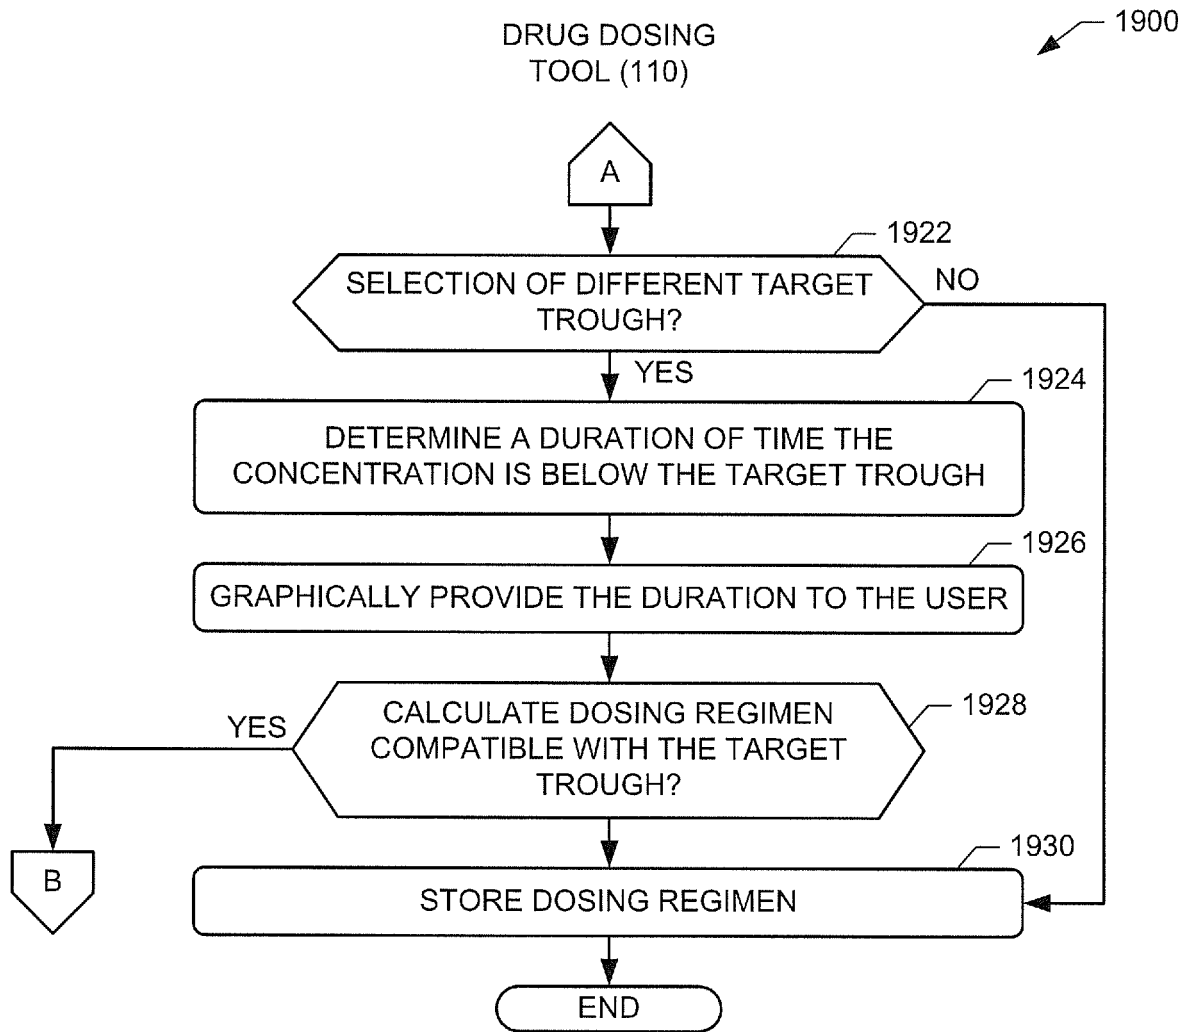 DRUG DOSING
TOOL (110)
1900
A
1922
SELECTION OF DIFFERENT TARGET
TROUGH?
NO
YES
1924
DETERMINE A DURATION OF TIME THE
CONCENTRATION IS BELOW THE TARGET TROUGH
1926
GRAPHICALLY PROVIDE THE DURATION TO THE USER
YES
CALCULATE DOSING REGIMEN
COMPATIBLE WITH THE TARGET
TROUGH?
1928
B
1930
STORE DOSING REGIMEN
END